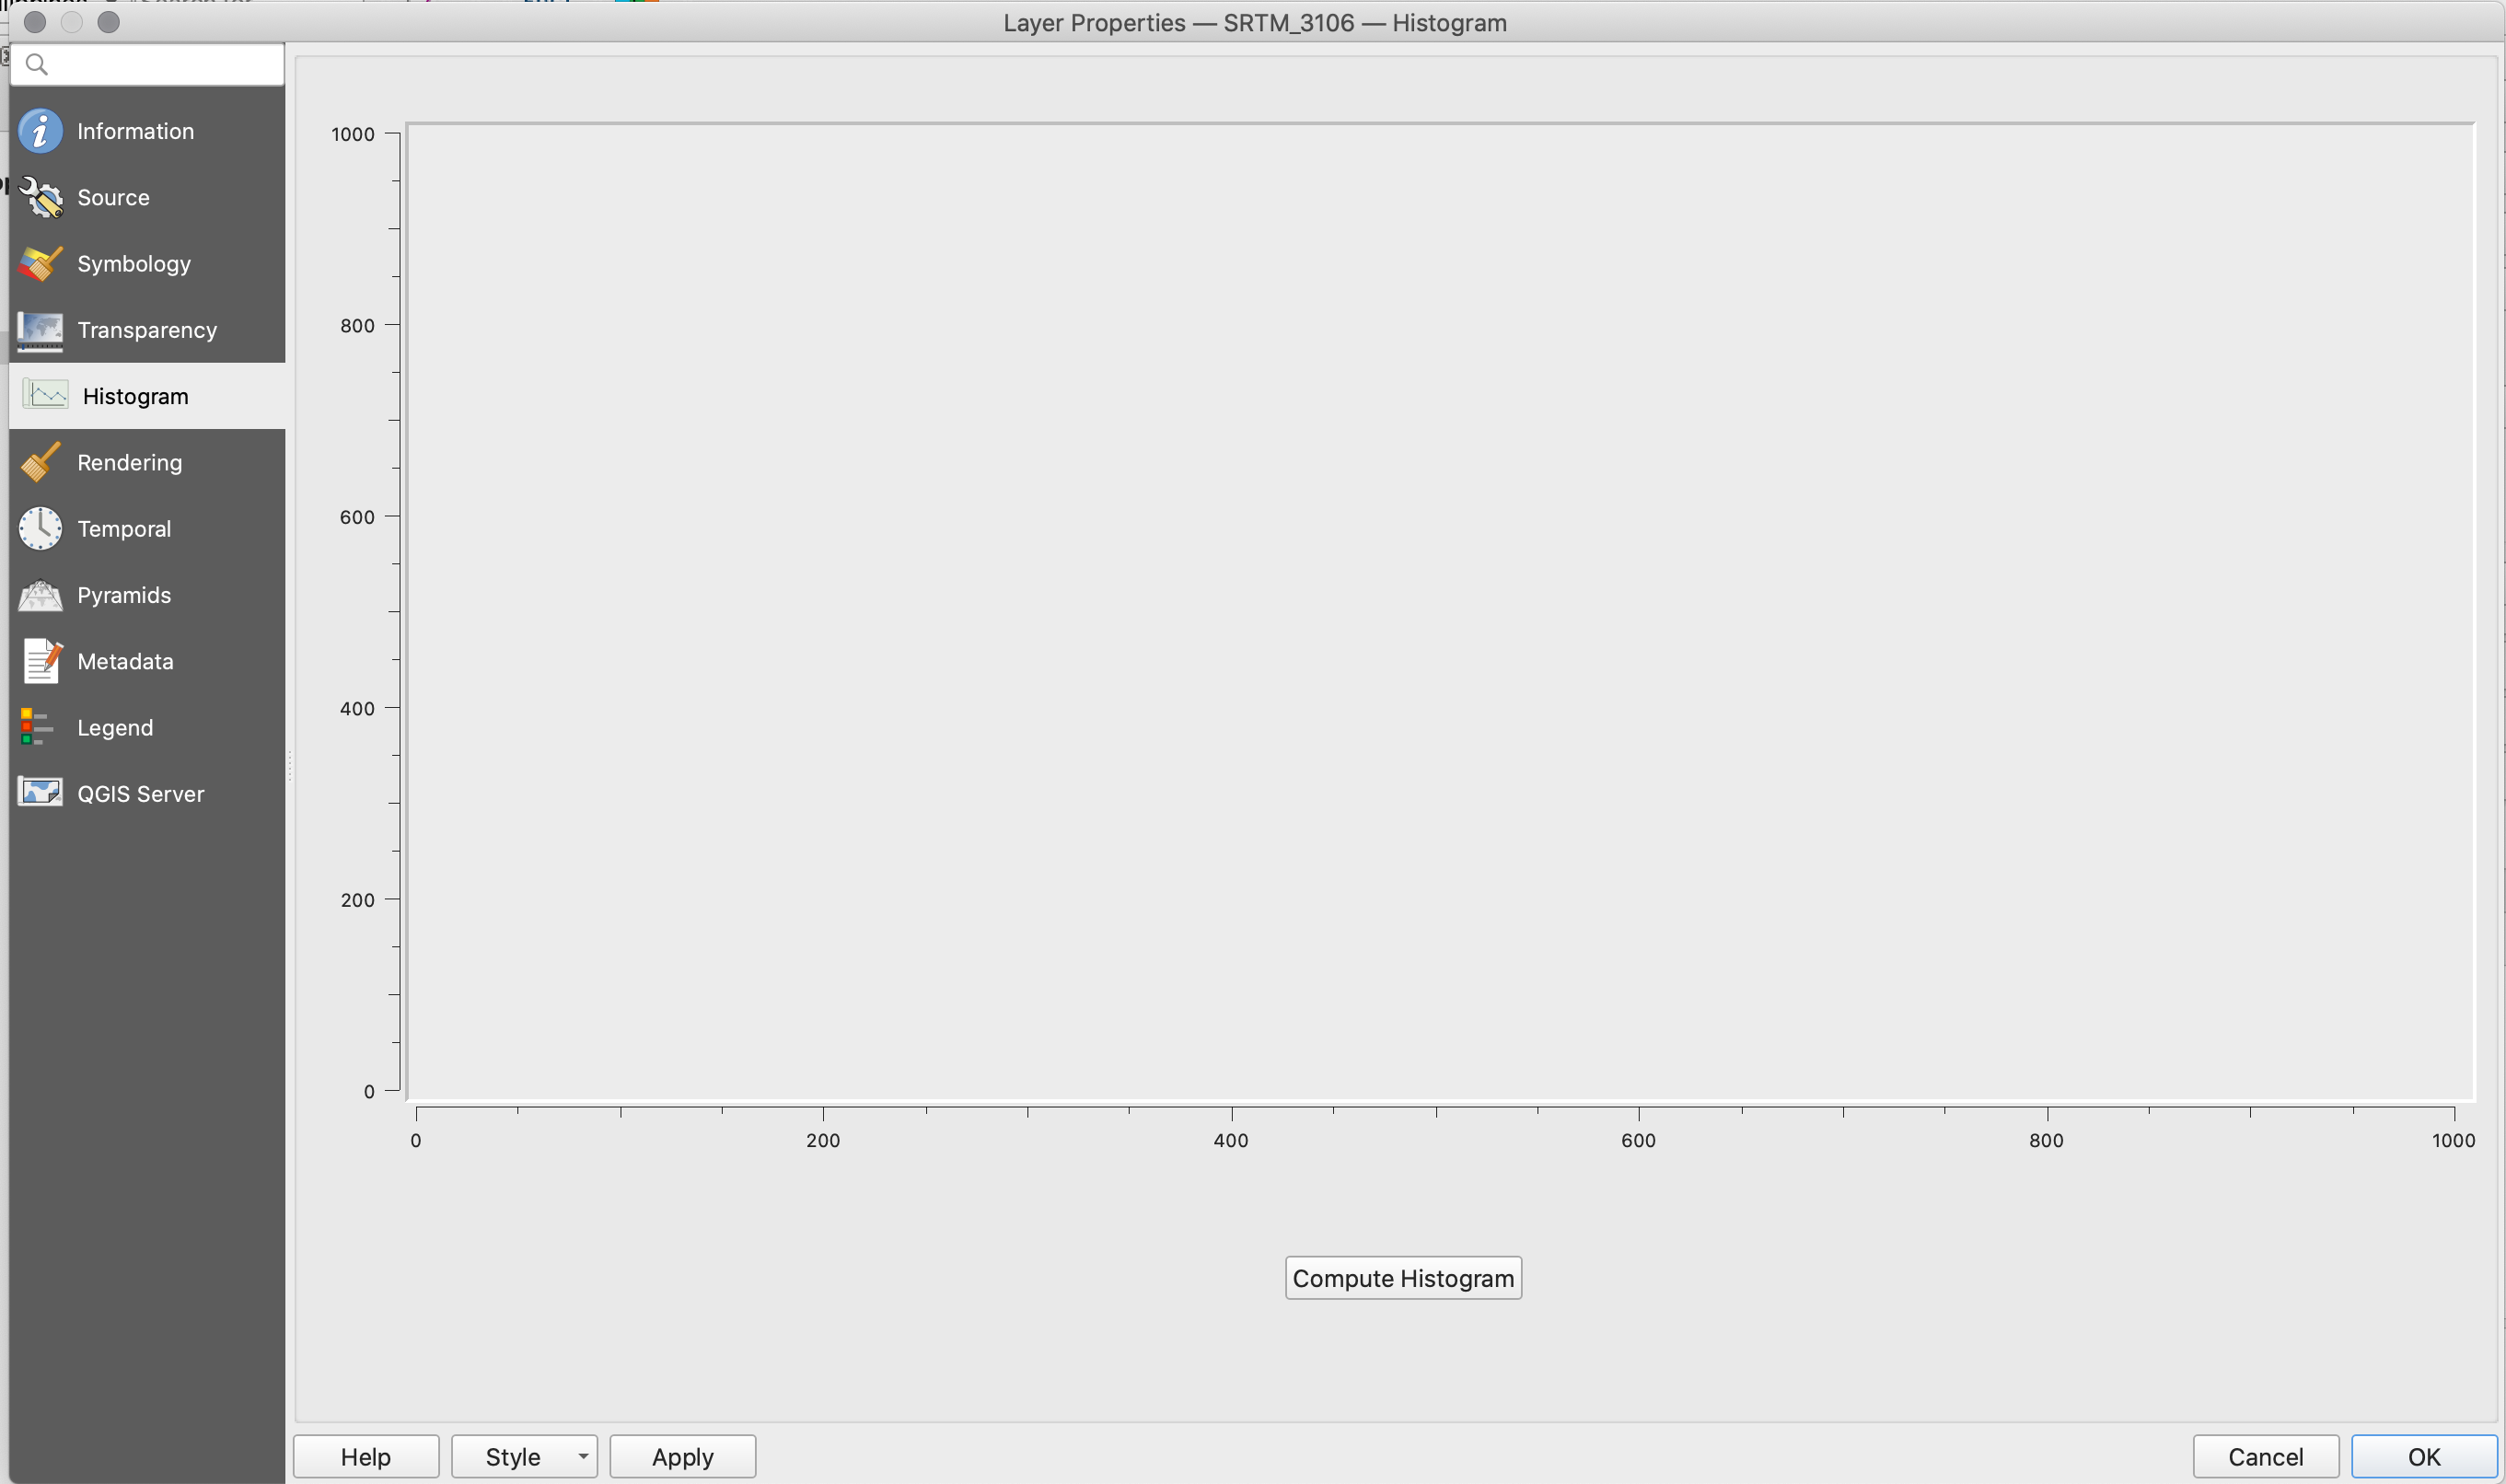 Layer Properties — SRTM_3106 — Histogram
Information
Source
Symbology
Transparency
Histogram
Rendering
Temporal
Pyramids
Metadata
Legend
QGIS Server
1000
800
600
400
200
0
0 200 400 600 800 1000
Compute Histogram
Help Style Apply Cancel OK